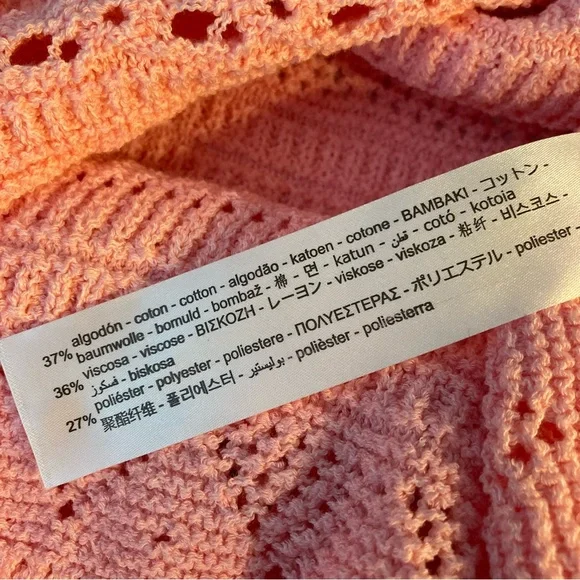 algodón - coton - cotton - algodão - katoen - cotone - BAMBAKI - コットン -
37% baumwolle - bomuld - bombaž - 棉 - 면 - katun - قطن - cotó - kotoia
viscosa - viscose - ΒΙΣΚΟΖΗ - レーヨン - viskose - viskoza - 粘纤 - 비스코스 -
36% فسكوز - biskosa
poliéster - polyester - poliestere - ΠΟΛΥΕΣΤΕΡΑΣ - ポリエステル - poliester -
27% 聚酯纤维 - 폴리에스터 - بوليستير - polièster - poliesterra